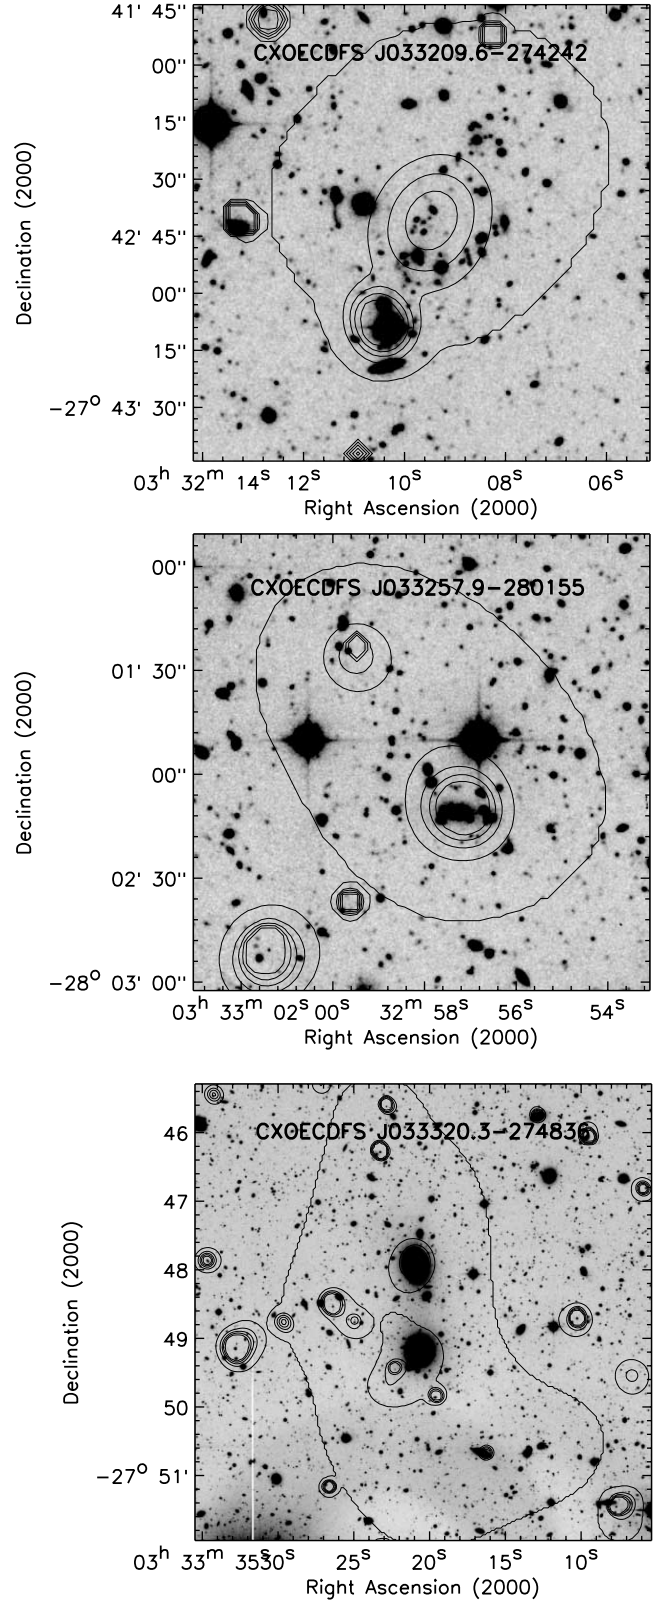 41' 45"
CXOECDFS J033209.6−274242
00"
15"
30"
42' 45"
00"
15"
−27° 43' 30"
Declination (2000)
03h 32m 14s 12s 10s 08s 06s
Right Ascension (2000)
00"
CXOECDFS J033257.9−280155
01' 30"
00"
02' 30"
−28° 03' 00"
Declination (2000)
03h 33m 02s 00s 32m 58s 56s 54s
Right Ascension (2000)
46
CXOECDFS J033320.3−274836
47
48
49
50
−27° 51'
Declination (2000)
03h 33m 35s 30s 25s 20s 15s 10s
Right Ascension (2000)